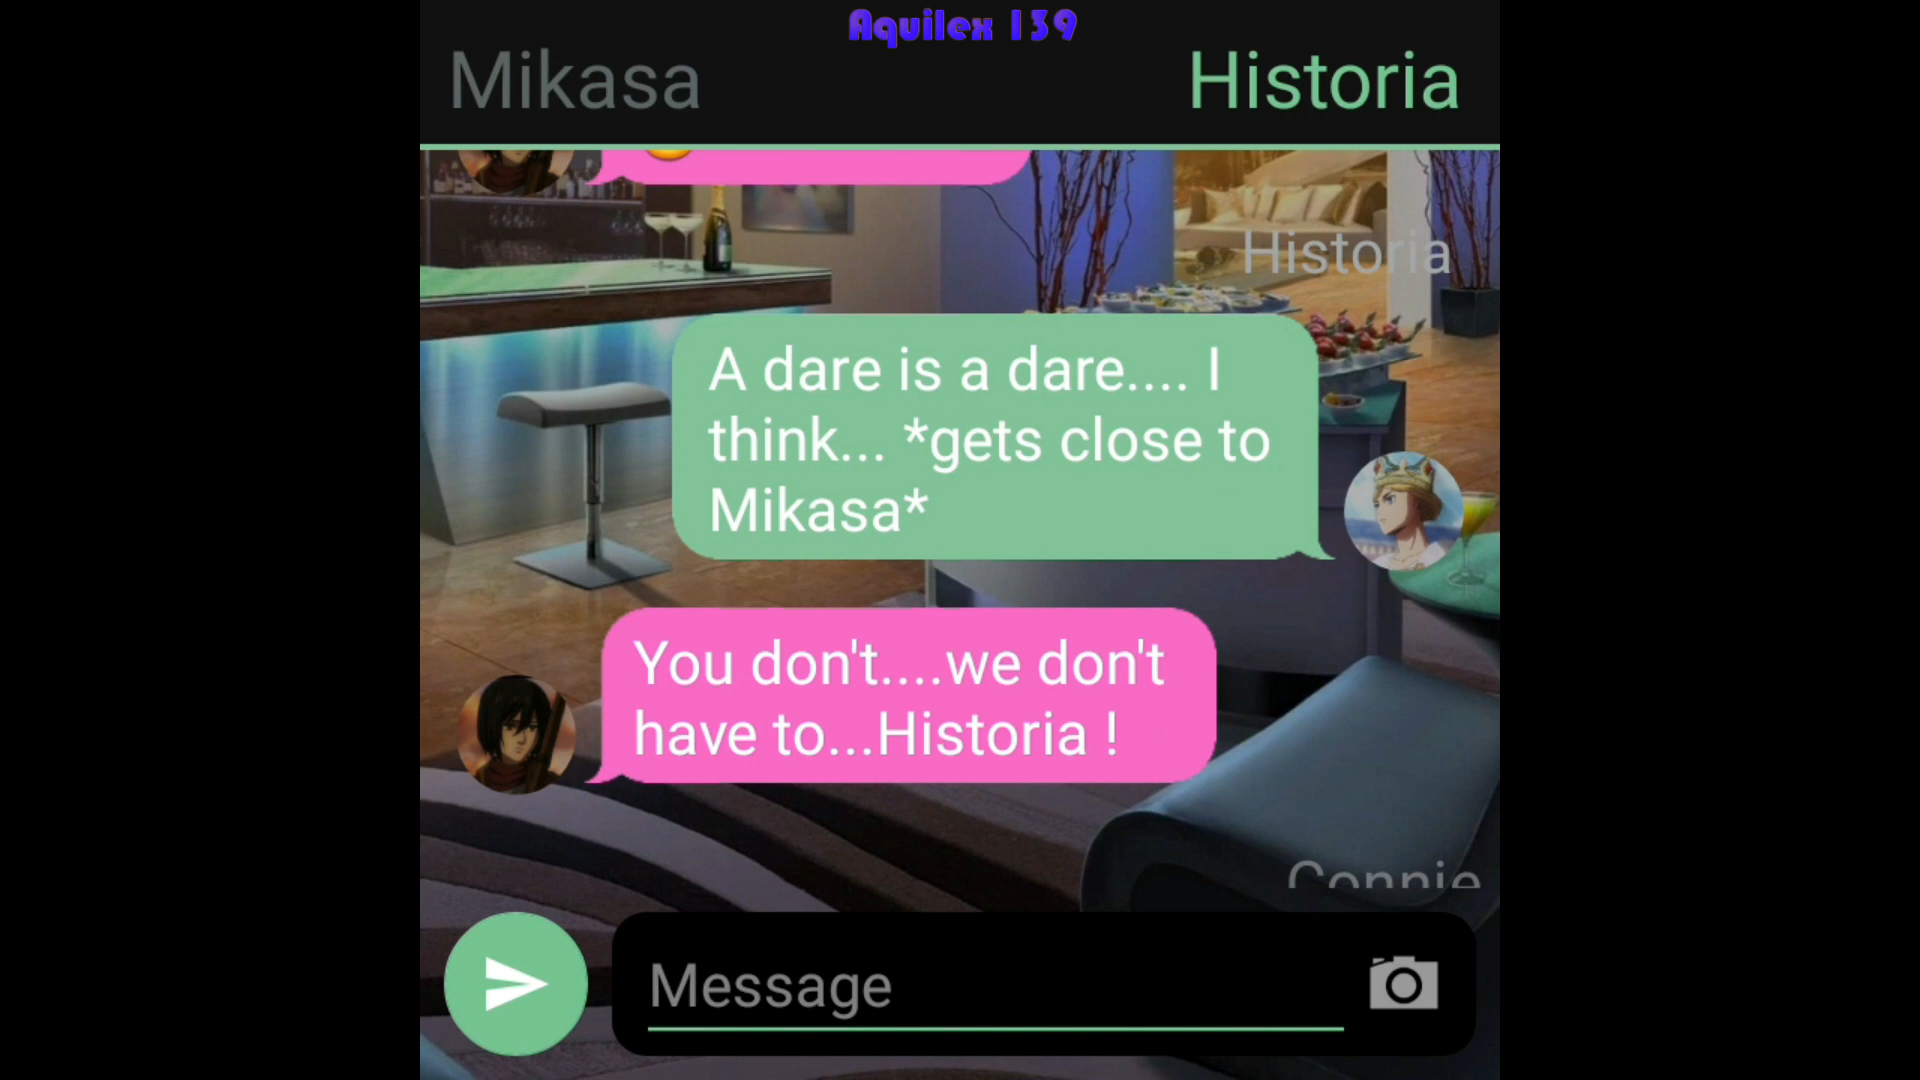 Aquilex 139
Mikasa
Historia
Historia
A dare is a dare.... I
think... *gets close to
Mikasa*
You don't....we don't
have to...Historia !
Connie
Message